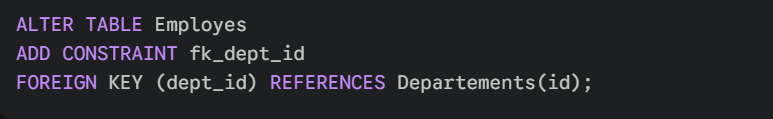 ALTER TABLE Employes
ADD CONSTRAINT fk_dept_id
FOREIGN KEY (dept_id) REFERENCES Departements(id);